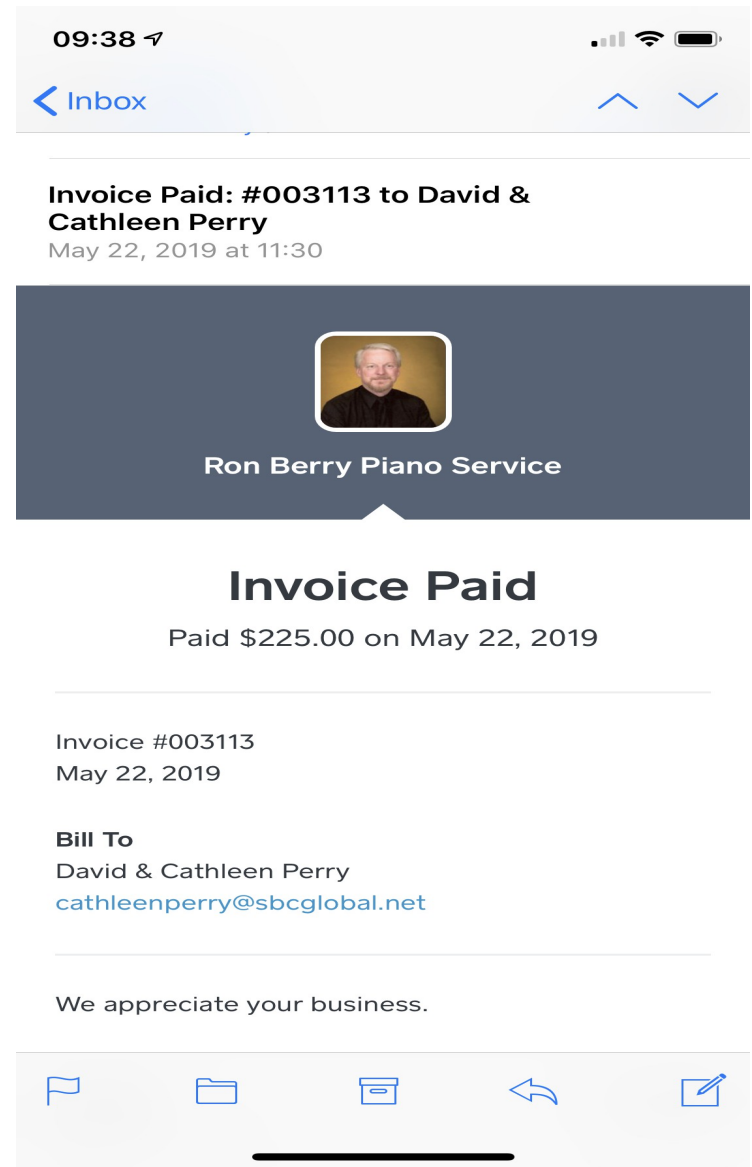 09:38
Inbox
Invoice Paid: #003113 to David &
Cathleen Perry
May 22, 2019 at 11:30
Ron Berry Piano Service
Invoice Paid
Paid $225.00 on May 22, 2019
Invoice #003113
May 22, 2019
Bill To
David & Cathleen Perry
cathleenperry@sbcglobal.net
We appreciate your business.